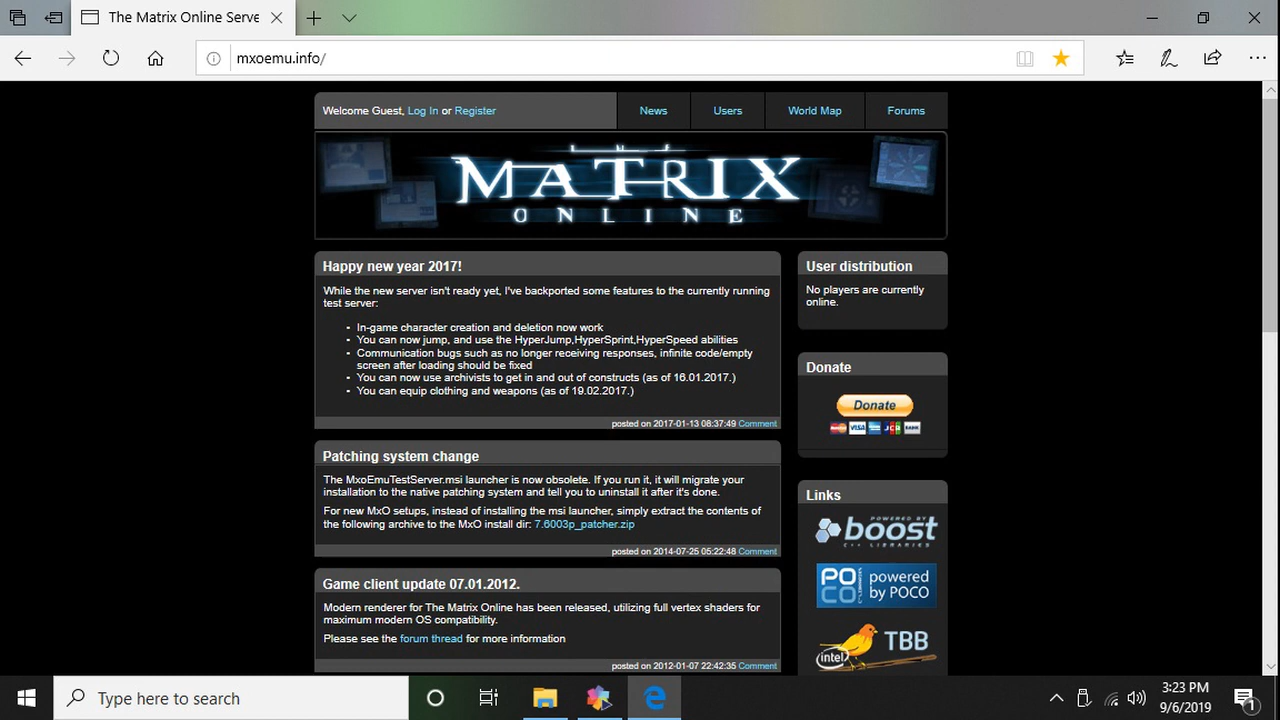 The Matrix Online Serve
mxoemu.info/
Welcome Guest, Log In or Register
News
Users
World Map
Forums
THE
MATRIX
ONLINE
Happy new year 2017!
While the new server isn't ready yet, I've backported some features to the currently running
test server:
In-game character creation and deletion now work
You can now jump, and use the HyperJump,HyperSprint,HyperSpeed abilities
Communication bugs such as no longer receiving responses, infinite code/empty
screen after loading should be fixed
You can now use archivists to get in and out of constructs (as of 16.01.2017.)
You can equip clothing and weapons (as of 19.02.2017.)
posted on 2017-01-13 08:37:49 Comment
Patching system change
The MxoEmuTestServer.msi launcher is now obsolete. If you run it, it will migrate your
installation to the native patching system and tell you to uninstall it after it's done.
For new MxO setups, instead of installing the msi launcher, simply extract the contents of
the following archive to the MxO install dir: 7.6003p_patcher.zip
posted on 2014-07-25 05:22:48 Comment
Game client update 07.01.2012.
Modern renderer for The Matrix Online has been released, utilizing full vertex shaders for
maximum modern OS compatibility.
Please see the forum thread for more information
posted on 2012-01-07 22:42:35 Comment
User distribution
No players are currently
online.
Donate
Donate
VISA
JCB
BANK
Links
POWERED BY
boost
C++ LIBRARIES
POCO
powered
by POCO
intel
TBB
Type here to search
3:23 PM
9/6/2019
1